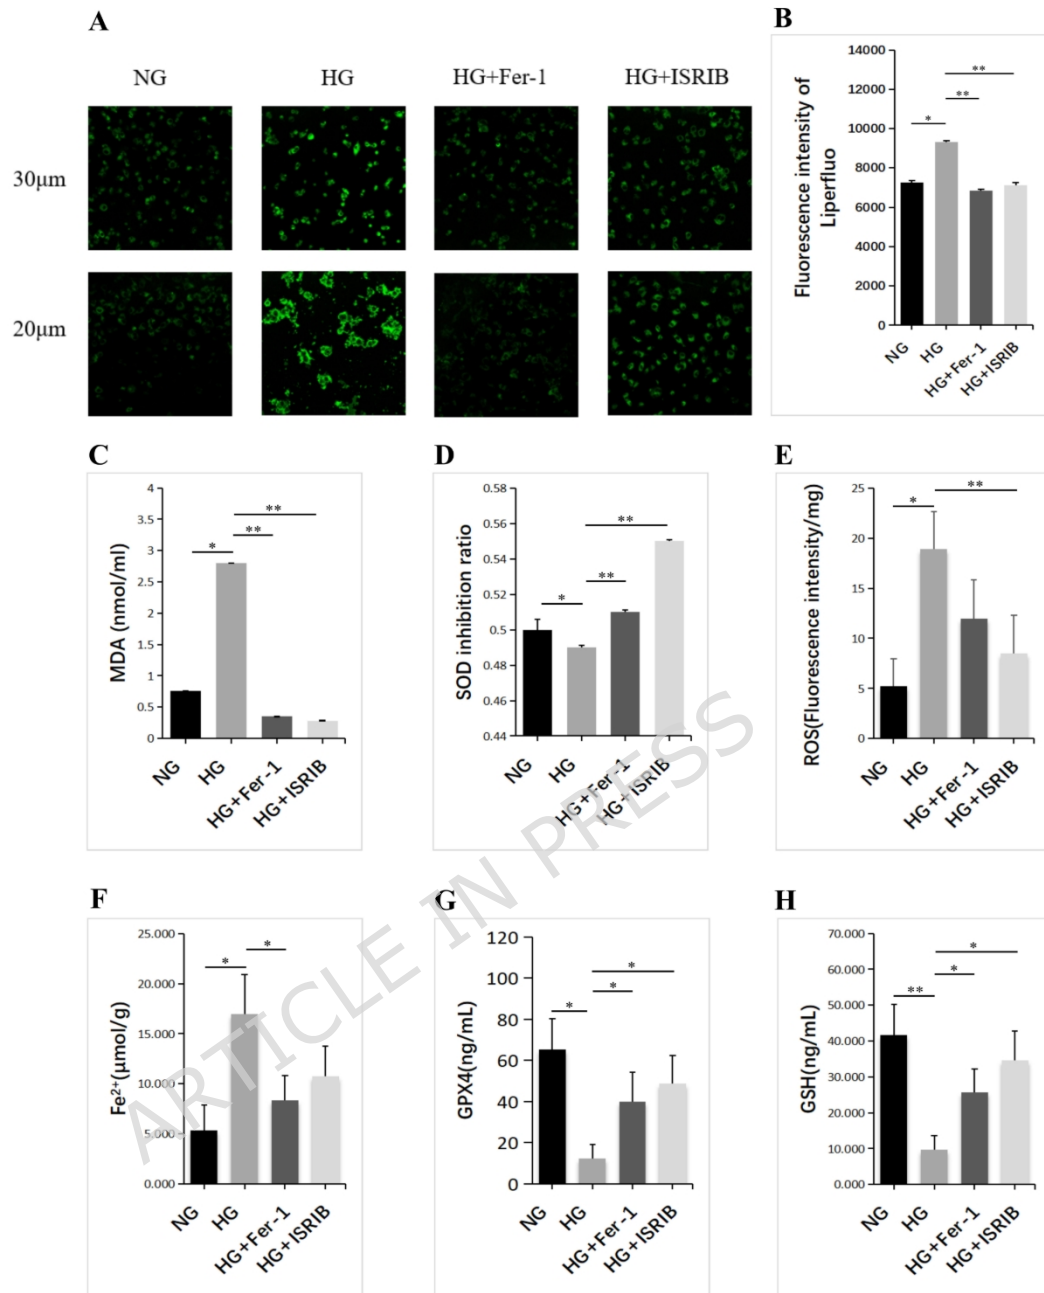 A
NG HG HG+Fer-1 HG+ISRIB
30μm
20μm
B
Fluorescence intensity of
Liperfluo
14000
12000
10000
8000
6000
4000
2000
0
**
**
*
NG HG HG+Fer-1 HG+ISRIB
C
MDA (nmol/ml)
4
3.5
3
2.5
2
1.5
1
0.5
0
**
**
*
NG HG HG+Fer-1 HG+ISRIB
D
SOD inhibition ratio
0.58
0.56
0.54
0.52
0.5
0.48
0.46
0.44
**
**
*
NG HG HG+Fer-1 HG+ISRIB
E
ROS(Fluorescence intensity/mg)
25
20
15
10
5
0
*
**
NG HG HG+Fer-1 HG+ISRIB
F
Fe²⁺(μmol/g)
25.000
20.000
15.000
10.000
5.000
0.000
*
*
NG HG HG+Fer-1 HG+ISRIB
G
GPX4(ng/mL)
120
100
80
60
40
20
0
*
*
*
NG HG HG+Fer-1 HG+ISRIB
H
GSH(ng/mL)
70.000
60.000
50.000
40.000
30.000
20.000
10.000
0.000
*
*
**
NG HG HG+Fer-1 HG+ISRIB
ARTICLE IN PRESS